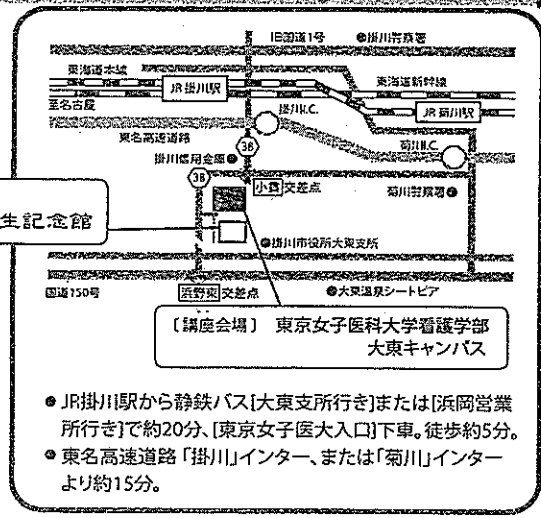 旧国道1号
●掛川警察署
東海道本線
JR掛川駅
東海道新幹線
至名古屋
掛川I.C.
JR菊川駅
東名高速道路
菊川I.C.
掛川信用金庫●
38
38
小貫 交差点
菊川警察署●
生記念館
●掛川市役所大東支所
国道150号
浜野東 交差点
●大東温泉シートピア
〔講座会場〕 東京女子医科大学看護学部
大東キャンパス
● JR掛川駅から静鉄バス[大東支所行き]または[浜岡営業
所行き]で約20分、[東京女子医大入口]下車。徒歩約5分。
● 東名高速道路「掛川」インター、または「菊川」インター
より約15分。